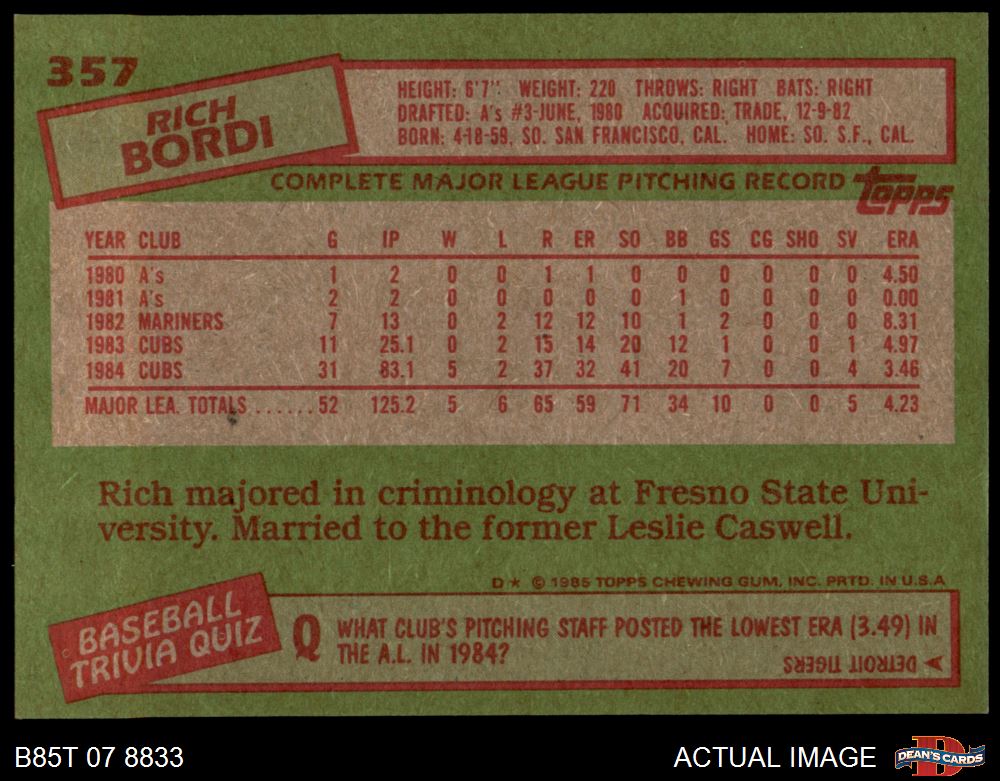 357
RICH
BORDI
HEIGHT: 6'7" WEIGHT: 220 THROWS: RIGHT BATS: RIGHT
DRAFTED: A's #3-JUNE, 1980 ACQUIRED: TRADE, 12-9-82
BORN: 4-18-59, SO. SAN FRANCISCO, CAL. HOME: SO. S.F., CAL.
COMPLETE MAJOR LEAGUE PITCHING RECORD topps
YEAR CLUB G IP W L R ER SO BB GS CG SHO SV ERA
1980 A's 1 2 0 0 1 1 0 0 0 0 0 0 4.50
1981 A's 2 2 0 0 0 0 0 1 0 0 0 0 0.00
1982 MARINERS 7 13 0 2 12 12 10 1 2 0 0 0 8.31
1983 CUBS 11 25.1 0 2 15 14 20 12 1 0 0 1 4.97
1984 CUBS 31 83.1 5 2 37 32 41 20 7 0 0 4 3.46
MAJOR LEA. TOTALS ......52 125.2 5 6 65 59 71 34 10 0 0 5 4.23
Rich majored in criminology at Fresno State Uni-
versity. Married to the former Leslie Caswell.
D★ © 1985 TOPPS CHEWING GUM, INC. PRTD. IN U.S.A
BASEBALL
TRIVIA QUIZ
Q WHAT CLUB'S PITCHING STAFF POSTED THE LOWEST ERA (3.49) IN
THE A.L. IN 1984?
A DETROIT TIGERS
B85T 07 8833
ACTUAL IMAGE
D
DEAN'S CARDS